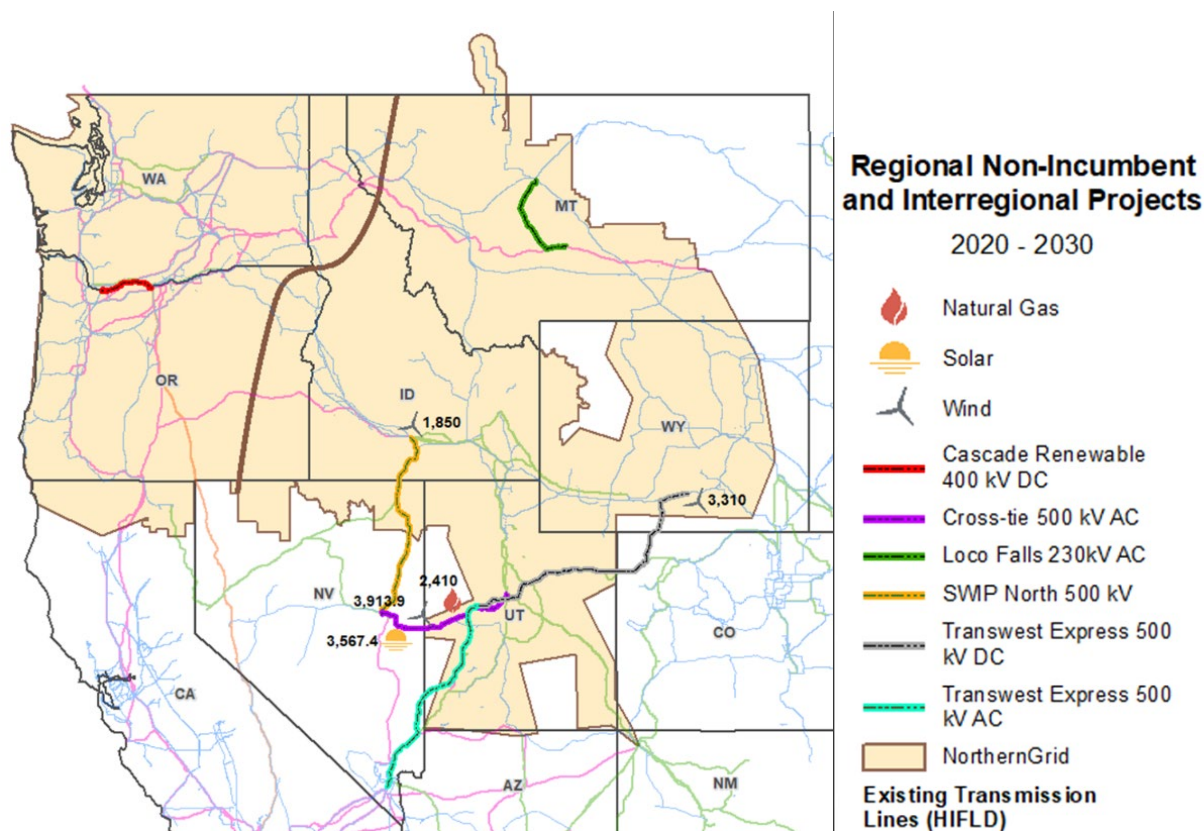 WA
MT
OR
ID
1,850
WY
3,310
2,410
NV
3,913.9
UT
3,567.4
CO
CA
AZ
NM
Regional Non-Incumbent
and Interregional Projects
2020 - 2030
Natural Gas
Solar
Wind
Cascade Renewable
400 kV DC
Cross-tie 500 kV AC
Loco Falls 230kV AC
SWIP North 500 kV
Transwest Express 500
kV DC
Transwest Express 500
kV AC
NorthernGrid
Existing Transmission
Lines (HIFLD)